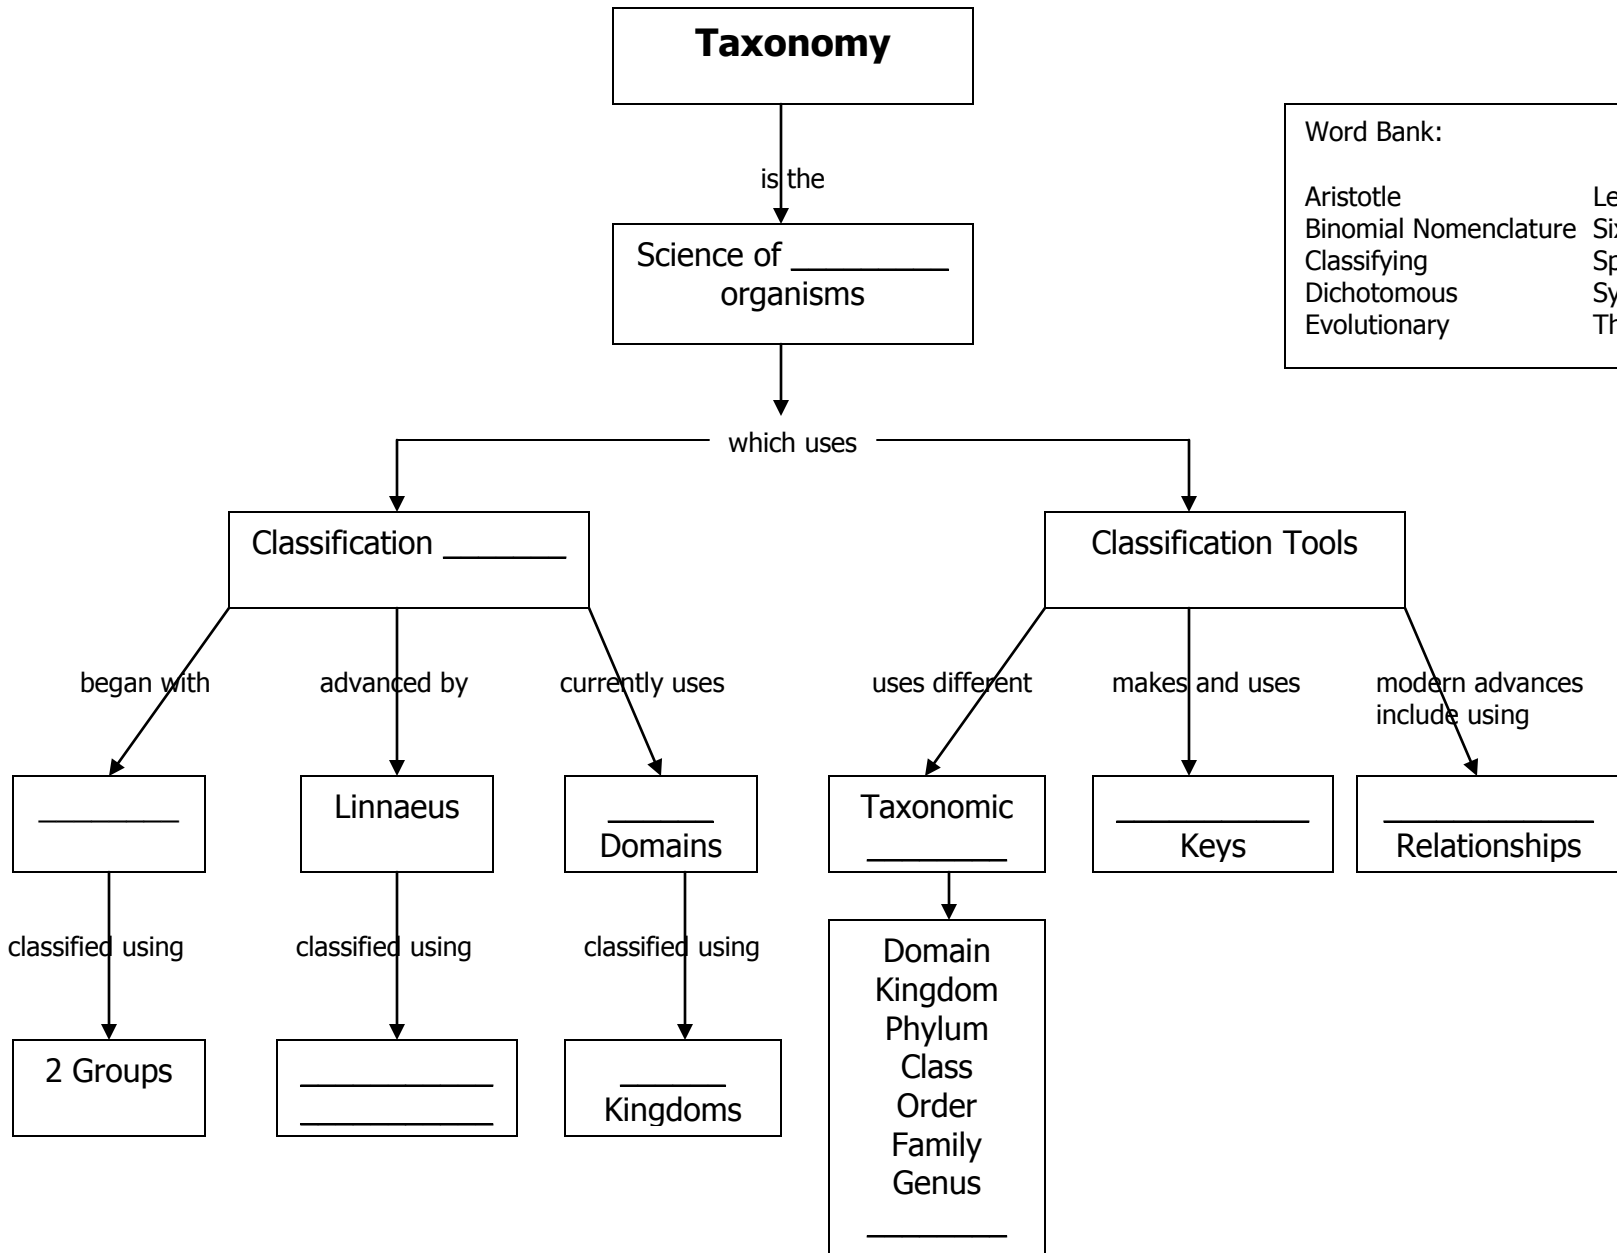 Taxonomy
Word Bank:
Aristotle
Binomial Nomenclature
Classifying
Dichotomous
Evolutionary
is the
Science of _________
organisms
which uses
Classification _______
Classification Tools
began with
advanced by
currently uses
uses different
makes and uses
modern advances
include using
________
Linnaeus
______
Domains
Taxonomic
________
___________
Keys
____________
Relationships
classified using
classified using
classified using
2 Groups
___________
___________
______
Kingdoms
Domain
Kingdom
Phylum
Class
Order
Family
Genus
________